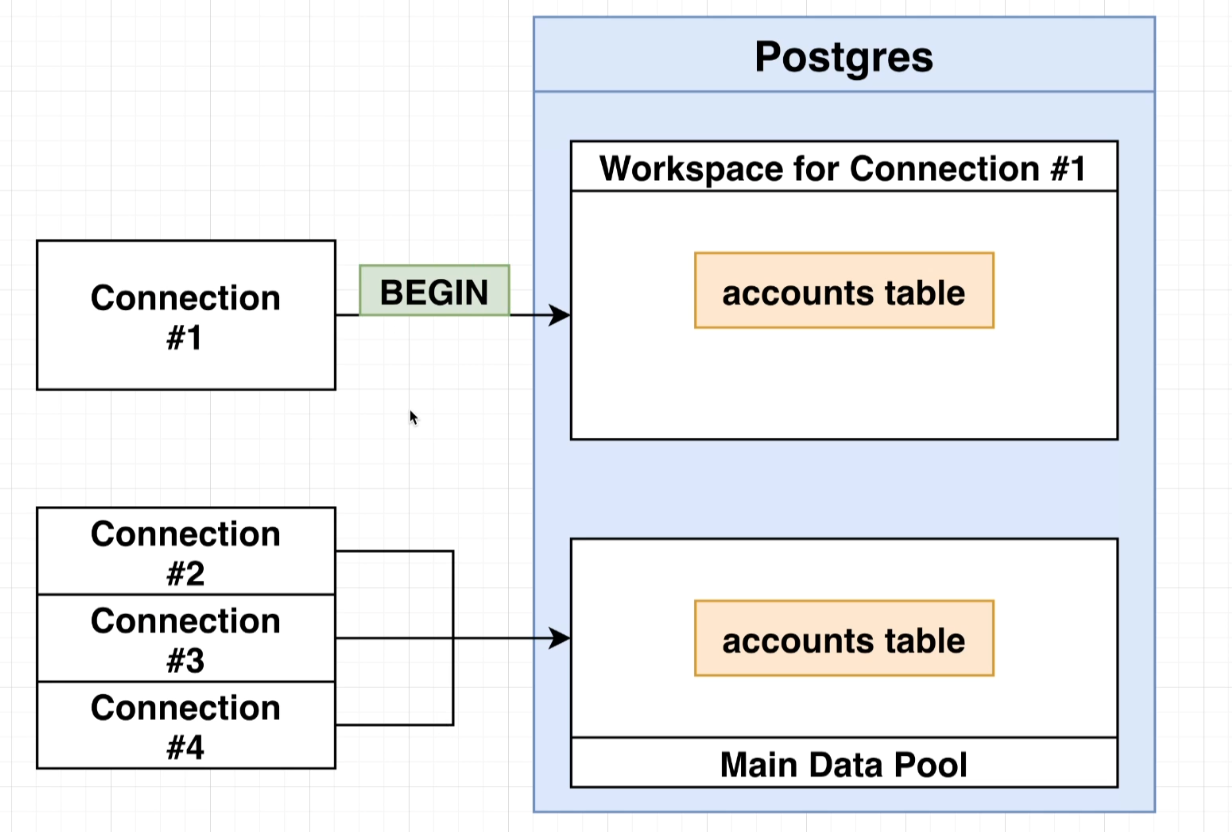 Postgres
Workspace for Connection #1
accounts table
Connection
#1
BEGIN
Connection
#2
Connection
#3
Connection
#4
accounts table
Main Data Pool